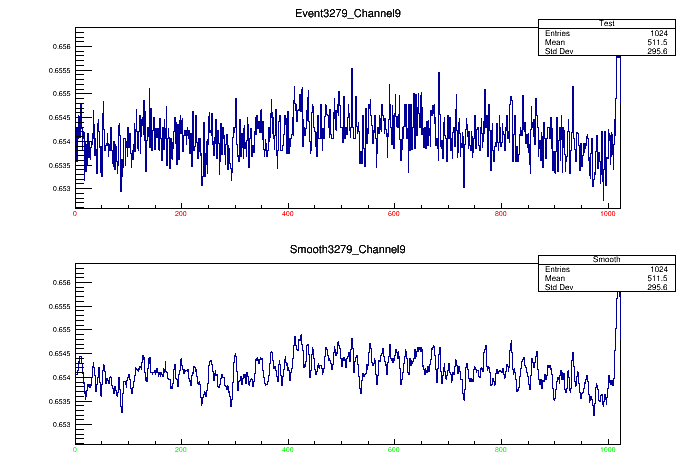 Event3279_Channel9
Test
Entries 1024
Mean 511.5
Std Dev 295.6
0.656
0.6555
0.655
0.6545
0.654
0.6535
0.653
0 200 400 600 800 1000
Smooth3279_Channel9
Smooth
Entries 1024
Mean 511.5
Std Dev 295.6
0.656
0.6555
0.655
0.6545
0.654
0.6535
0.653
0 200 400 600 800 1000